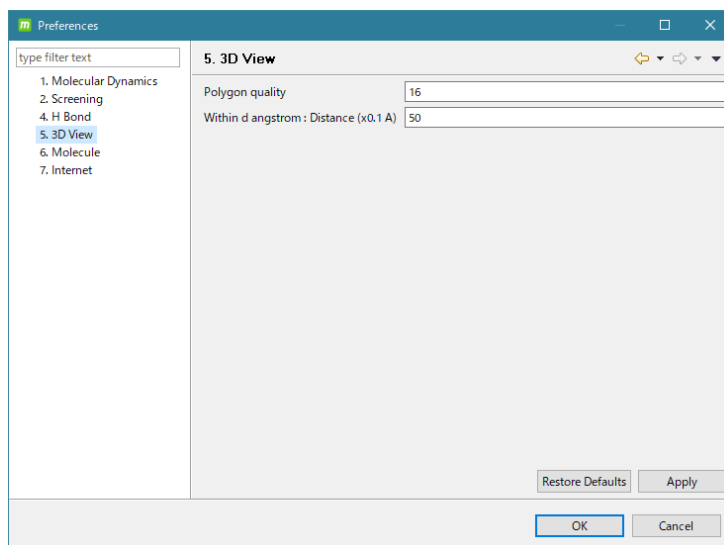 Preferences
type filter text
1. Molecular Dynamics
2. Screening
4. H Bond
5. 3D View
6. Molecule
7. Internet
5. 3D View
Polygon quality
16
Within d angstrom : Distance (x0.1 A)
50
Restore Defaults
Apply
OK
Cancel